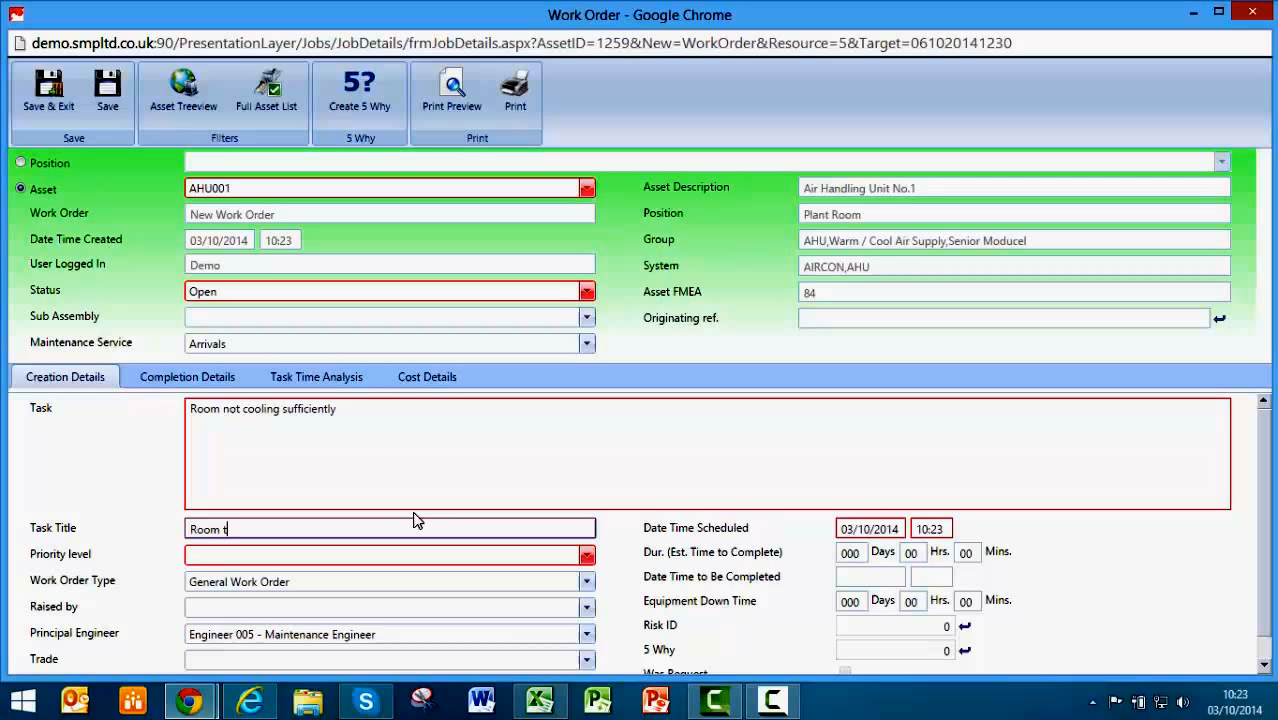 Work Order - Google Chrome
demo.smpltd.co.uk:90/PresentationLayer/Jobs/JobDetails/frmJobDetails.aspx?AssetID=1259&New=WorkOrder&Resource=5&Target=061020141230
5?
Save & Exit Save Asset Treeview Full Asset List Create 5 Why Print Preview Print
Save Filters 5 Why Print
Position
Asset AHU001 Asset Description Air Handling Unit No.1
Work Order New Work Order Position Plant Room
Date Time Created 03/10/2014 10:23 Group AHU,Warm / Cool Air Supply,Senior Moducel
User Logged In Demo System AIRCON,AHU
Status Open Asset FMEA 84
Sub Assembly Originating ref.
Maintenance Service Arrivals
Creation Details Completion Details Task Time Analysis Cost Details
Task Room not cooling sufficiently
Task Title Room t Date Time Scheduled 03/10/2014 10:23
Priority level Dur. (Est. Time to Complete) 000 Days 00 Hrs. 00 Mins.
Work Order Type General Work Order Date Time to Be Completed
Raised by Equipment Down Time 000 Days 00 Hrs. 00 Mins.
Principal Engineer Engineer 005 - Maintenance Engineer Risk ID 0
Trade 5 Why 0
Was Request
10:23
03/10/2014